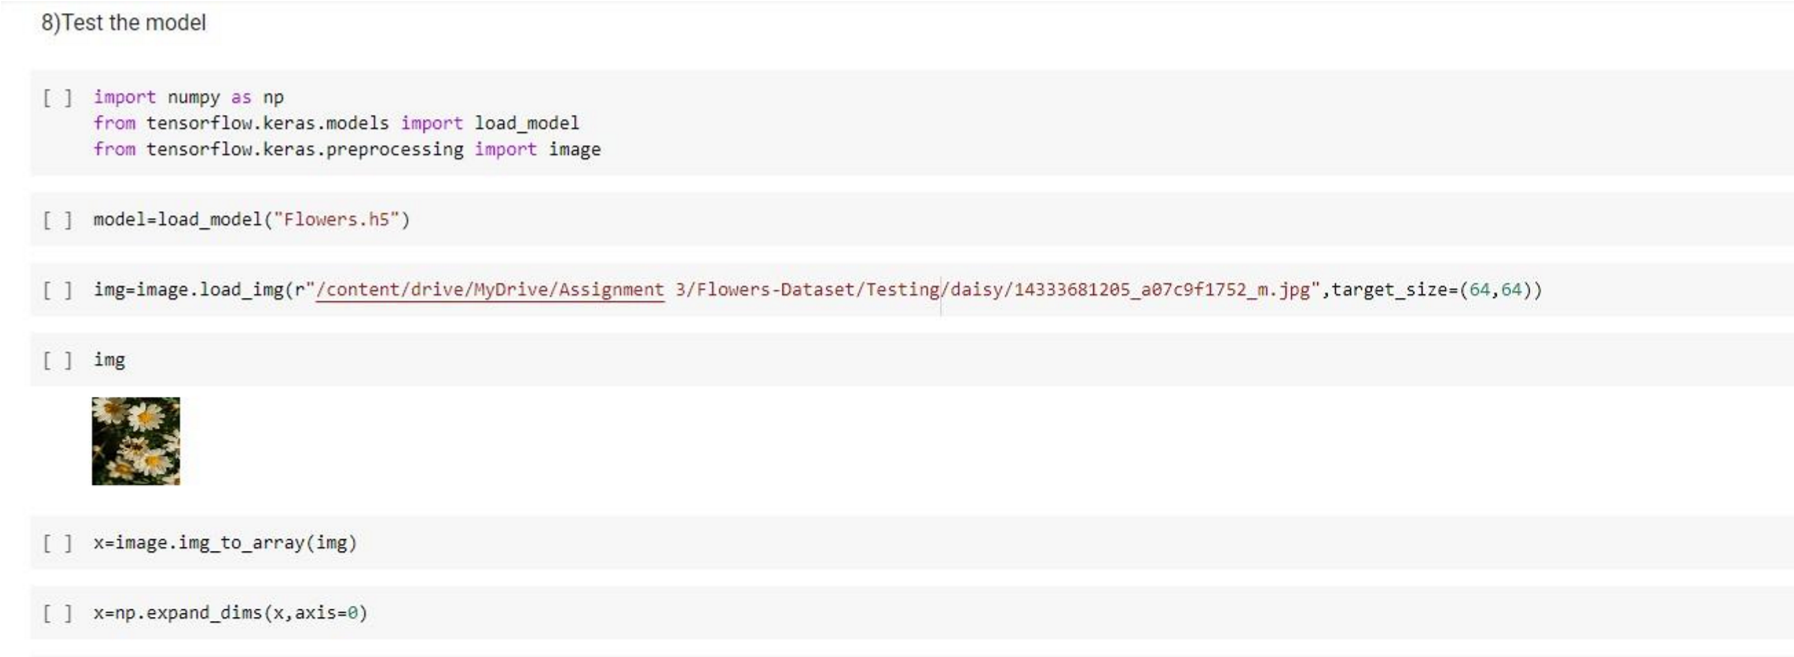 8)Test the model
[ ] import numpy as np
from tensorflow.keras.models import load_model
from tensorflow.keras.preprocessing import image
[ ] model=load_model("Flowers.h5")
[ ] img=image.load_img(r"/content/drive/MyDrive/Assignment 3/Flowers-Dataset/Testing/daisy/14333681205_a07c9f1752_m.jpg",target_size=(64,64))
[ ] img
[ ] x=image.img_to_array(img)
[ ] x=np.expand_dims(x,axis=0)